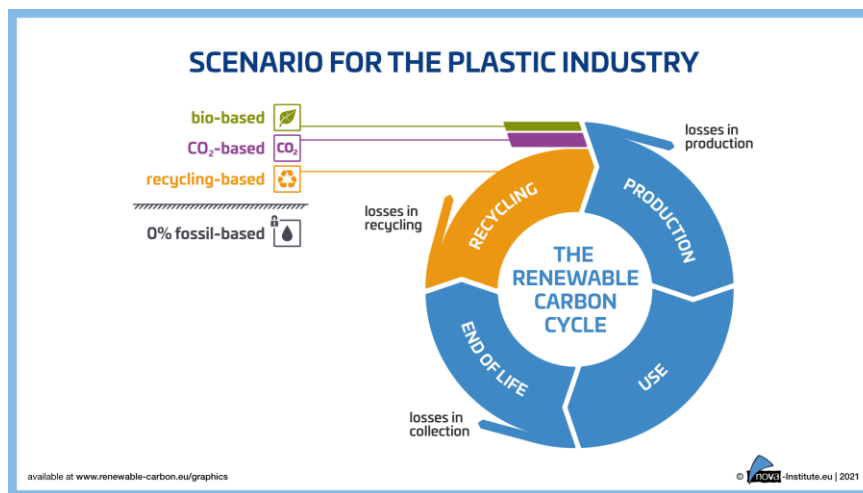 SCENARIO FOR THE PLASTIC INDUSTRY
bio-based
CO₂-based
CO₂
recycling-based
0% fossil-based
losses in
production
losses in
recycling
losses in
collection
RECYCLING
PRODUCTION
USE
END OF LIFE
THE
RENEWABLE
CARBON
CYCLE
available at www.renewable-carbon.eu/graphics
© nova-Institute.eu | 2021